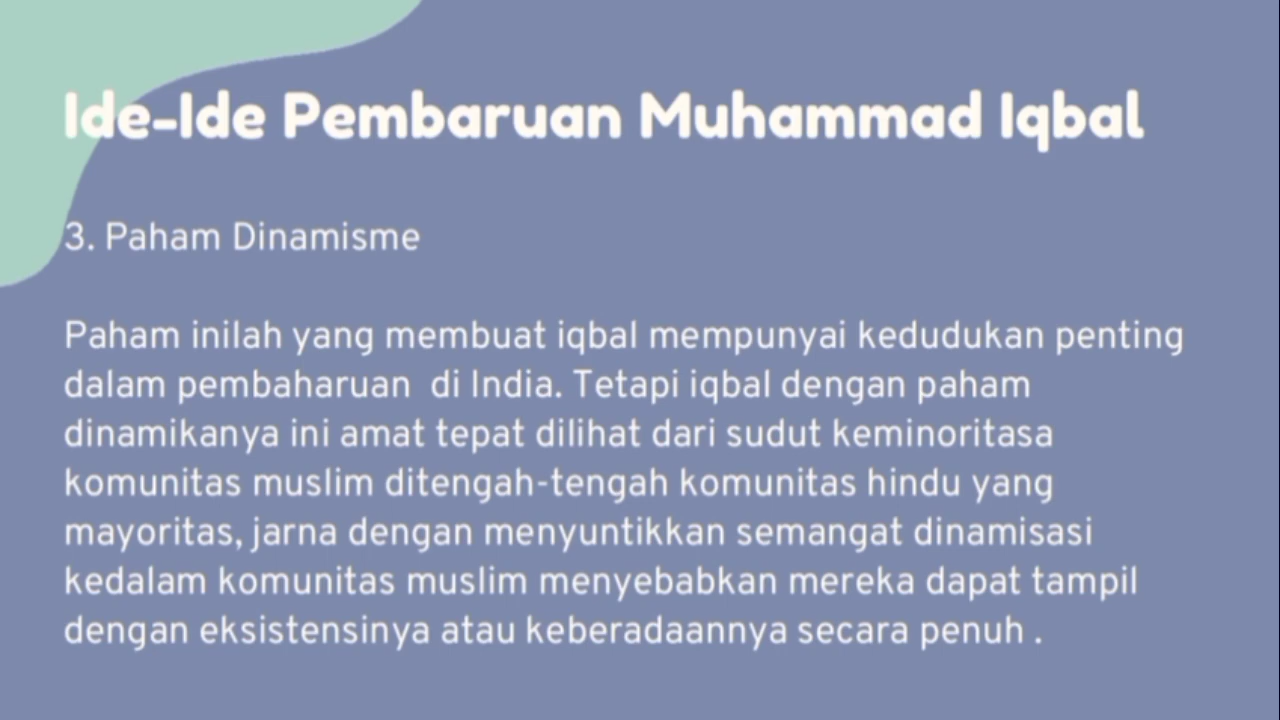 Ide-Ide Pembaruan Muhammad Iqbal
3. Paham Dinamisme
Paham inilah yang membuat iqbal mempunyai kedudukan penting
dalam pembaharuan  di India. Tetapi iqbal dengan paham
dinamikanya ini amat tepat dilihat dari sudut keminoritasa
komunitas muslim ditengah-tengah komunitas hindu yang
mayoritas, jarna dengan menyuntikkan semangat dinamisasi
kedalam komunitas muslim menyebabkan mereka dapat tampil
dengan eksistensinya atau keberadaannya secara penuh .